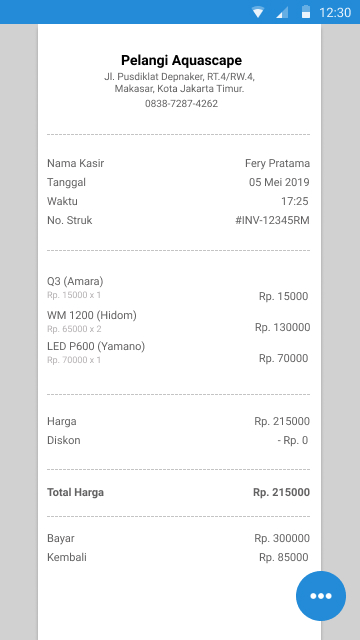 12:30
Pelangi Aquascape
Jl. Pusdiklat Depnaker, RT.4/RW.4,
Makasar, Kota Jakarta Timur.
0838-7287-4262
Nama Kasir Fery Pratama
Tanggal 05 Mei 2019
Waktu 17:25
No. Struk #INV-12345RM
Q3 (Amara)
Rp. 15000 x 1 Rp. 15000
WM 1200 (Hidom)
Rp. 65000 x 2 Rp. 130000
LED P600 (Yamano)
Rp. 70000 x 1 Rp. 70000
Harga Rp. 215000
Diskon - Rp. 0
Total Harga Rp. 215000
Bayar Rp. 300000
Kembali Rp. 85000